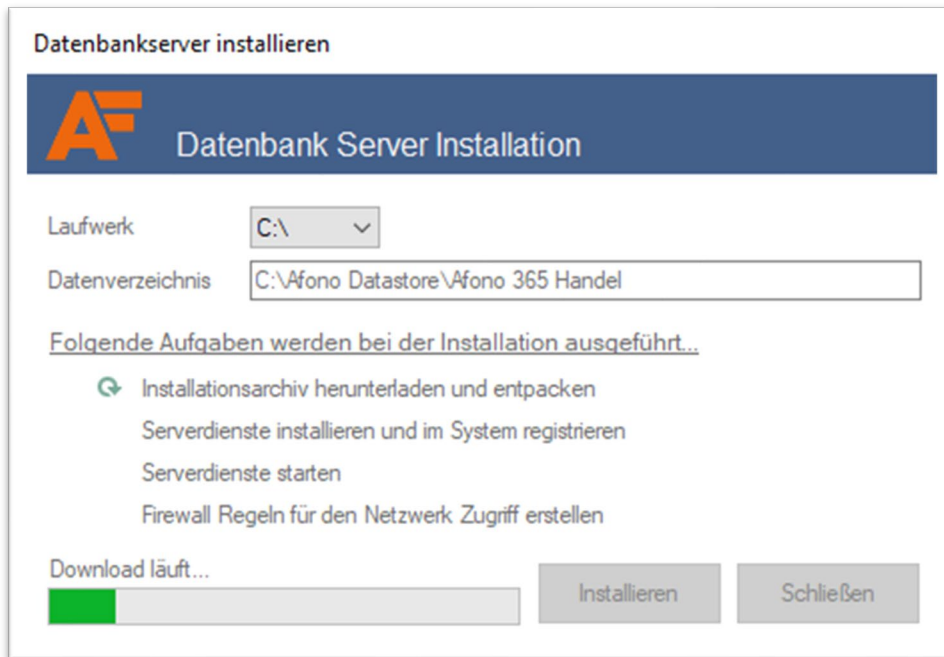 Datenbankserver installieren
AF
Datenbank Server Installation
Laufwerk C:\
Datenverzeichnis C:\Afono Datastore\Afono 365 Handel
Folgende Aufgaben werden bei der Installation ausgeführt...
Installationsarchiv herunterladen und entpacken
Serverdienste installieren und im System registrieren
Serverdienste starten
Firewall Regeln für den Netzwerk Zugriff erstellen
Download läuft...
Installieren Schließen